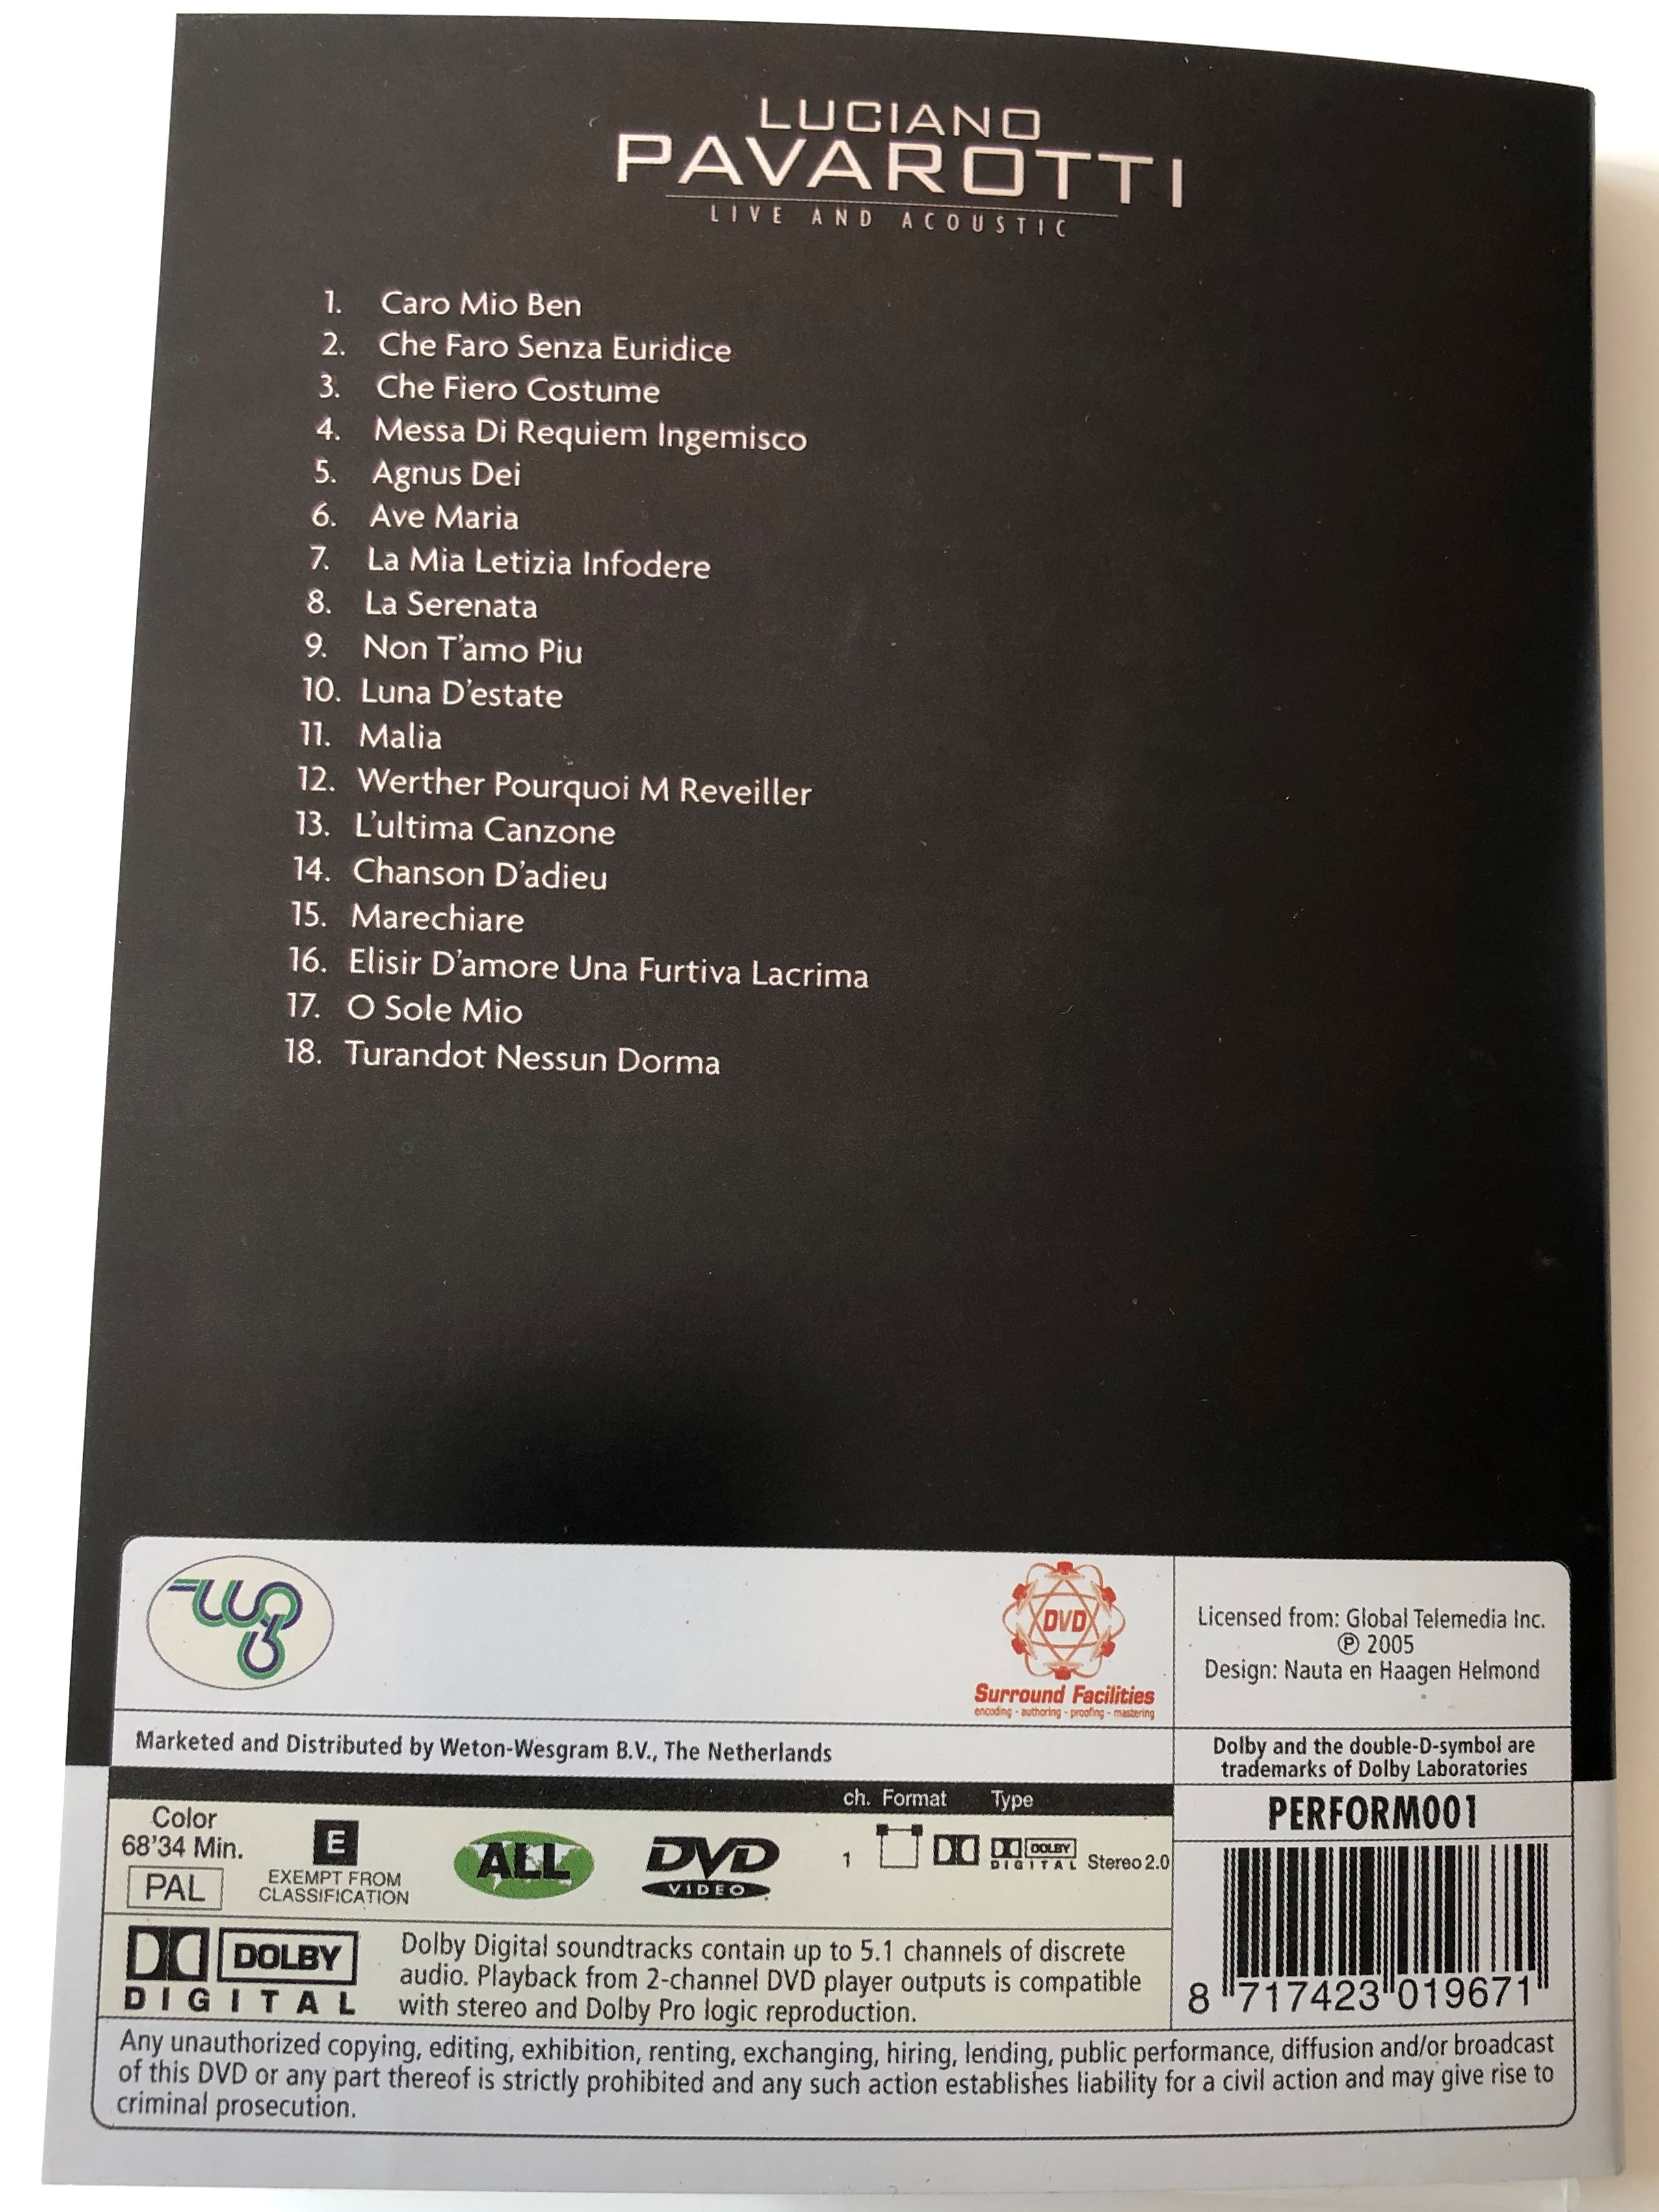 LUCIANO
PAVAROTTI
LIVE AND ACOUSTIC
1. Caro Mio Ben
2. Che Faro Senza Euridice
3. Che Fiero Costume
4. Messa Di Requiem Ingemisco
5. Agnus Dei
6. Ave Maria
7. La Mia Letizia Infodere
8. La Serenata
9. Non T'amo Piu
10. Luna D'estate
11. Malia
12. Werther Pourquoi M Reveiller
13. L'ultima Canzone
14. Chanson D'adieu
15. Marechiare
16. Elisir D'amore Una Furtiva Lacrima
17. O Sole Mio
18. Turandot Nessun Dorma
DVD
Surround Facilities
encoding - authoring - proofing - mastering
Licensed from: Global Telemedia Inc.
℗ 2005
Design: Nauta en Haagen Helmond
Marketed and Distributed by Weton-Wesgram B.V., The Netherlands
Dolby and the double-D-symbol are
trademarks of Dolby Laboratories
ch. Format Type
Color
68'34 Min.
PAL
E
EXEMPT FROM
CLASSIFICATION
ALL
DVD
VIDEO
1
DOLBY
DIGITAL Stereo 2.0
PERFORM001
8 717423 019671
DOLBY
DIGITAL
Dolby Digital soundtracks contain up to 5.1 channels of discrete
audio. Playback from 2-channel DVD player outputs is compatible
with stereo and Dolby Pro logic reproduction.
Any unauthorized copying, editing, exhibition, renting, exchanging, hiring, lending, public performance, diffusion and/or broadcast
of this DVD or any part thereof is strictly prohibited and any such action establishes liability for a civil action and may give rise to
criminal prosecution.